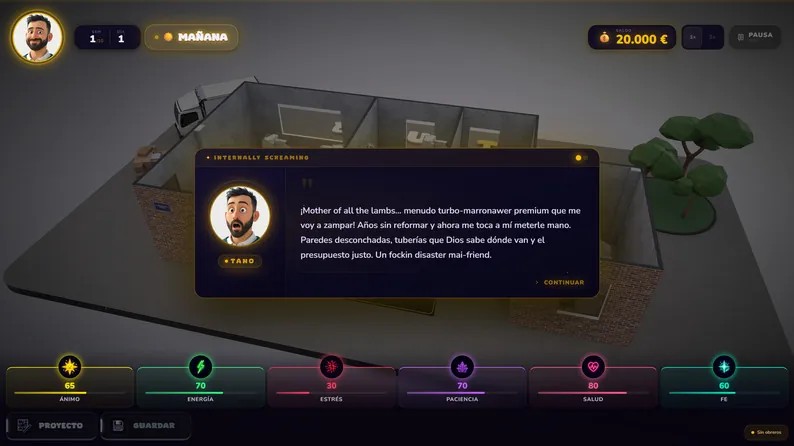 1
1
MAÑANA
20.000 €
1x
PAUSA
INTERNALLY SCREAMING
¡Mother of all the lambs... menudo turbo-marronawer premium que me
voy a zampar! Años sin reformar y ahora me toca a mí meterle mano.
Paredes desconchadas, tuberías que Dios sabe dónde van y el
presupuesto justo. Un fockin disaster mai-friend.
TANO
CONTINUAR
65
ÁNIMO
70
ENERGÍA
30
ESTRÉS
70
PACIENCIA
80
SALUD
60
FE
PROYECTO
GUARDAR
Sin obreros